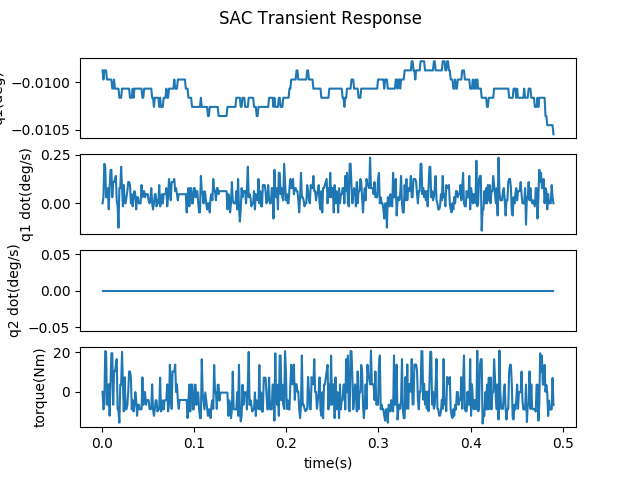 SAC Transient Response
q1(deg)
−0.0100
−0.0105
q1 dot(deg/s)
0.25
0.00
q2 dot(deg/s)
0.05
0.00
−0.05
torque(Nm)
20
0
0.0 0.1 0.2 0.3 0.4 0.5
time(s)